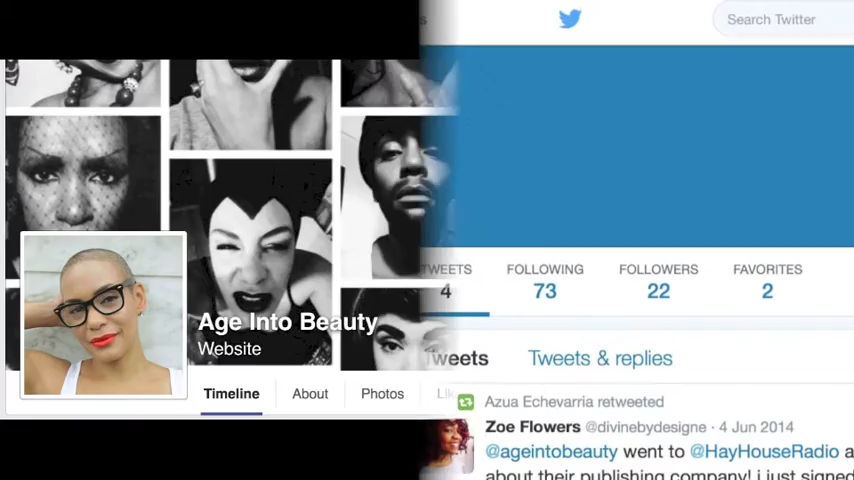 Age Into Beauty
Website
Timeline
About
Photos
Search Twitter
TWEETS
4
FOLLOWING
73
FOLLOWERS
22
FAVORITES
2
Tweets
Tweets & replies
Azua Echevarria retweeted
Zoe Flowers @divinebydesigne · 4 Jun 2014
@ageintobeauty went to @HayHouseRadio a
about their publishing company! i just signed